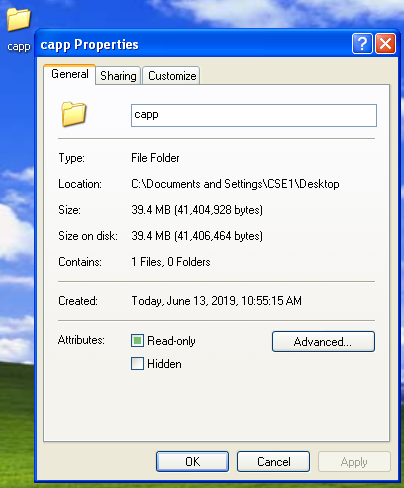 capp
capp Properties
General Sharing Customize
capp
Type: File Folder
Location: C:\Documents and Settings\CSE1\Desktop
Size: 39.4 MB (41,404,928 bytes)
Size on disk: 39.4 MB (41,406,464 bytes)
Contains: 1 Files, 0 Folders
Created: Today, June 13, 2019, 10:55:15 AM
Attributes: Read-only Advanced...
Hidden
OK Cancel Apply